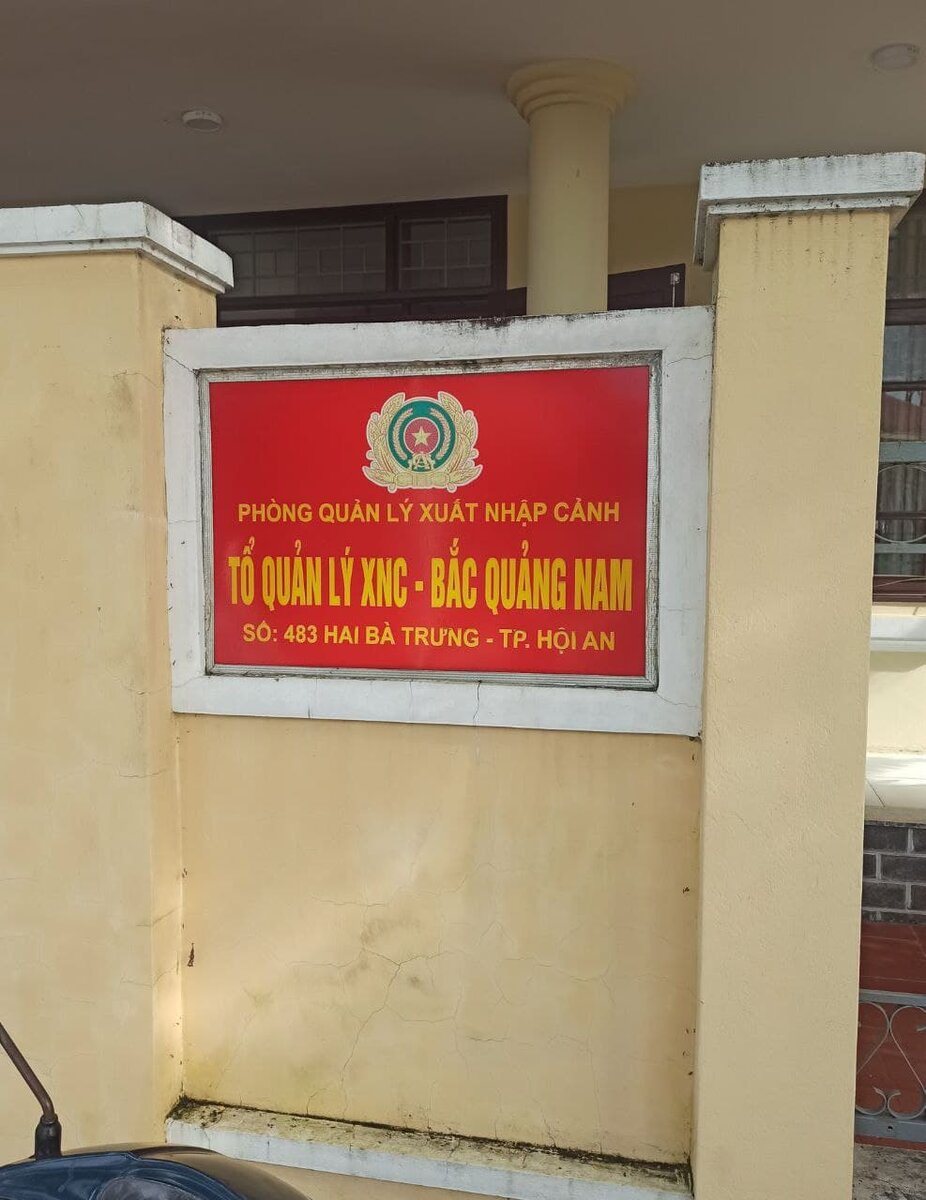 PHÒNG QUẢN LÝ XUẤT NHẬP CẢNH
TỔ QUẢN LÝ XNC - BẮC QUẢNG NAM
SỐ: 483 HAI BÀ TRƯNG - TP. HỘI AN